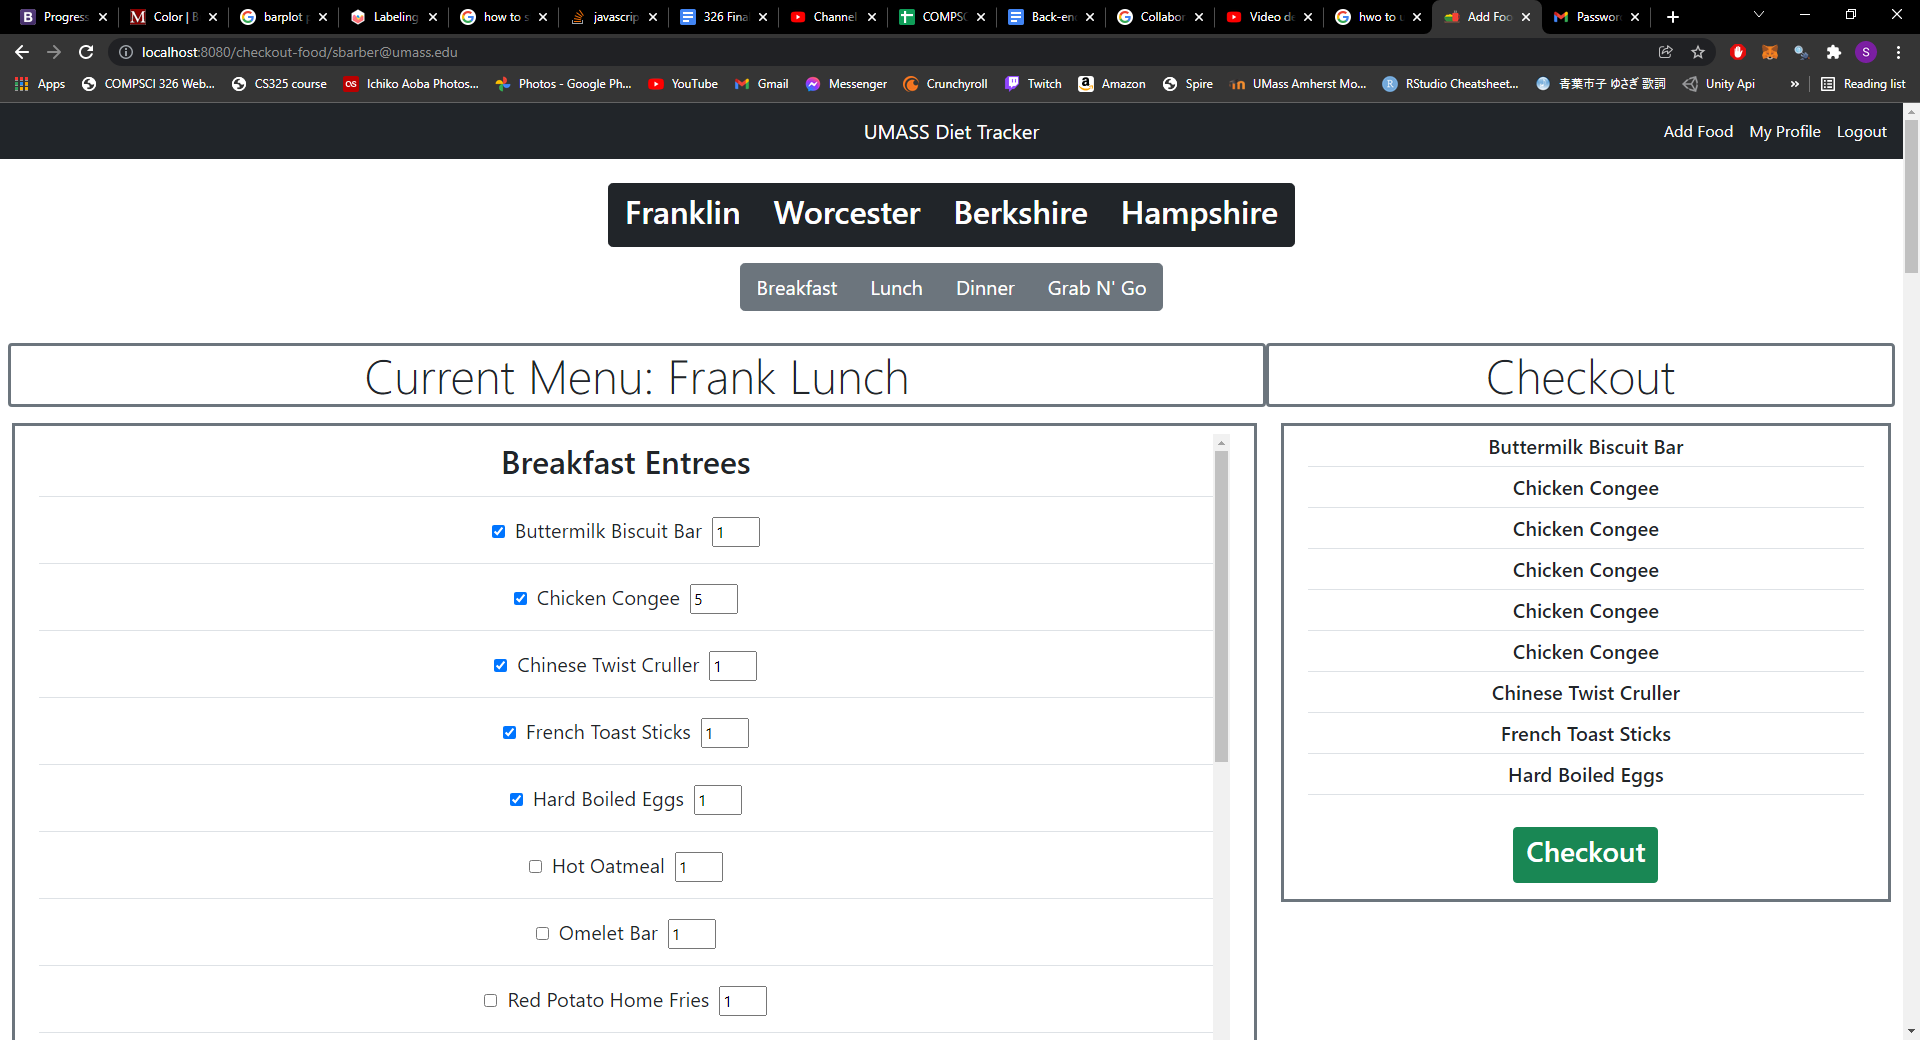 Progress
Color | B
barplot p
Labeling
how to s
javascrip
326 Fina
Channel
COMPSC
Back-en
Collabor
Video de
hwo to u
Add Foo
Passwor
localhost:8080/checkout-food/sbarber@umass.edu
S
Apps
COMPSCI 326 Web...
CS325 course
Ichiko Aoba Photos...
Photos - Google Ph...
YouTube
Gmail
Messenger
Crunchyroll
Twitch
Amazon
Spire
UMass Amherst Mo...
RStudio Cheatsheet...
青葉市子 ゆさぎ 歌詞
Unity Api
»
Reading list
UMASS Diet Tracker
Add Food
My Profile
Logout
Franklin Worcester Berkshire Hampshire
Breakfast Lunch Dinner Grab N' Go
Current Menu: Frank Lunch
Breakfast Entrees
Buttermilk Biscuit Bar 1
Chicken Congee 5
Chinese Twist Cruller 1
French Toast Sticks 1
Hard Boiled Eggs 1
Hot Oatmeal 1
Omelet Bar 1
Red Potato Home Fries 1
Checkout
Buttermilk Biscuit Bar
Chicken Congee
Chicken Congee
Chicken Congee
Chicken Congee
Chicken Congee
Chinese Twist Cruller
French Toast Sticks
Hard Boiled Eggs
Checkout